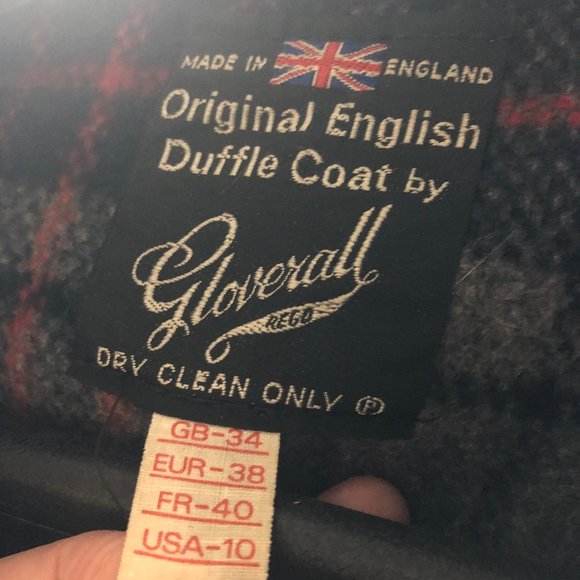 MADE IN ENGLAND
Original English
Duffle Coat by
Gloverall
REGD
DRY CLEAN ONLY Ⓟ
GB-34
EUR-38
FR-40
USA-10